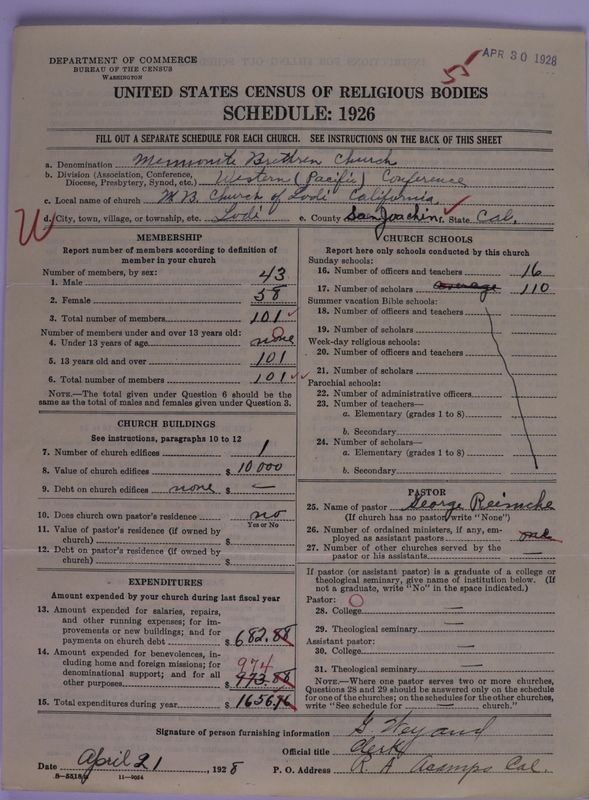 APR 30 1928
DEPARTMENT OF COMMERCE
BUREAU OF THE CENSUS
WASHINGTON
UNITED STATES CENSUS OF RELIGIOUS BODIES
SCHEDULE: 1926
FILL OUT A SEPARATE SCHEDULE FOR EACH CHURCH. SEE INSTRUCTIONS ON THE BACK OF THIS SHEET
a. Denomination Mennonite Brethren Church
b. Division (Association, Conference, Diocese, Presbytery, Synod, etc.) Western (Pacific) Conference
c. Local name of church M B. Church of Lodi California
d. City, town, village, or township, etc. Lodi e. County San Joachin f. State Cal.
MEMBERSHIP
Report number of members according to definition of
member in your church
Number of members, by sex:
1. Male 43
2. Female 58
3. Total number of members 101
Number of members under and over 13 years old:
4. Under 13 years of age none
5. 13 years old and over 101
6. Total number of members 101
NOTE.—The total given under Question 6 should be
same as the total of males and females given under Question 3.
CHURCH BUILDINGS
See instructions, paragraphs 10 to 12
7. Number of church edifices 1
8. Value of church edifices $ 10 000
9. Debt on church edifices none $ —
10. Does church own pastor's residence no
Yes or No
11. Value of pastor's residence (if owned by
church) $
12. Debt on pastor's residence (if owned by
church) $
EXPENDITURES
Amount expended by your church during last fiscal year
13. Amount expended for salaries, repairs,
and other running expenses; for im-
provements or new buildings; and for
payments on church debt $ 682.88
14. Amount expended for benevolences, in-
cluding home and foreign missions; for 974
denominational support; and for all
other purposes $ 973.88
15. Total expenditures during year $ 1656.76
CHURCH SCHOOLS
Report here only schools conducted by this church
Sunday schools:
16. Number of officers and teachers 16
17. Number of scholars average 110
Summer vacation Bible schools:
18. Number of officers and teachers
19. Number of scholars
Week-day religious schools:
20. Number of officers and teachers
21. Number of scholars
Parochial schools:
22. Number of administrative officers
23. Number of teachers—
a. Elementary (grades 1 to 8)
b. Secondary
24. Number of scholars—
a. Elementary (grades 1 to 8)
b. Secondary
PASTOR
25. Name of pastor George Reimche
(If church has no pastor, write "None")
26. Number of ordained ministers, if any, em-
ployed as assistant pastors one
27. Number of other churches served by the
pastor or his assistants —
If pastor (or assistant pastor) is a graduate of a college or
theological seminary, give name of institution below. (If
not a graduate, write "No" in the space indicated.)
Pastor:
28. College —
29. Theological seminary —
Assistant pastor:
30. College —
31. Theological seminary —
NOTE.—Where one pastor serves two or more churches,
Questions 28 and 29 should be answered only on the schedule
for one of the churches; on the schedules for the other churches,
write "See schedule for — church."
Signature of person furnishing information G Weyand
Official title Clerk
Date April 21, 1928 P. O. Address R. A Acampo Cal.
11—9054